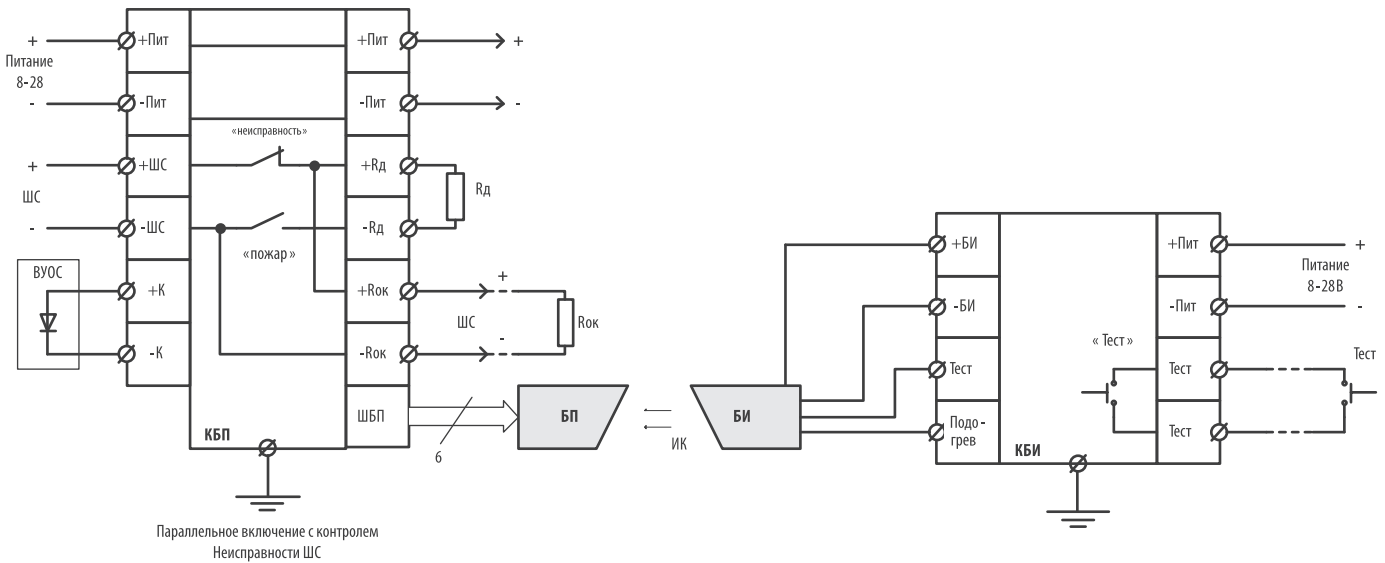 +
Питание
8-28
-
+Пит
+Пит
+
-Пит
-Пит
-
«неисправность»
+
ШС
-
+ШС
+Rд
Rд
-ШС
-Rд
«пожар»
ВУОС
+К
+Rок
+
ШС
-
Rок
-К
-Rок
ШБП
КБП
6
БП
ИК
БИ
Параллельное включение с контролем
Неисправности ШС
+БИ
+Пит
+
Питание
8-28В
-БИ
-Пит
-
« Тест »
Тест
Тест
Тест
Подо-
грев
Тест
КБИ